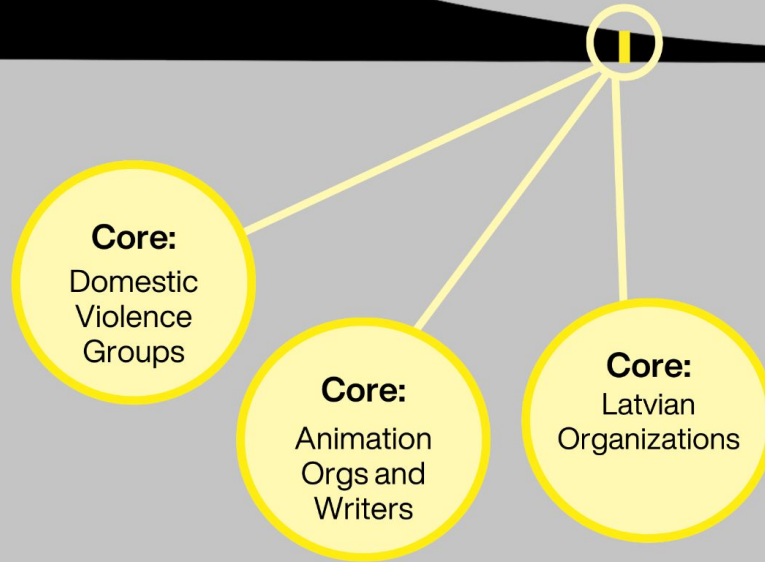 Core:
Domestic
Violence
Groups
Core:
Animation
Orgs and
Writers
Core:
Latvian
Organizations